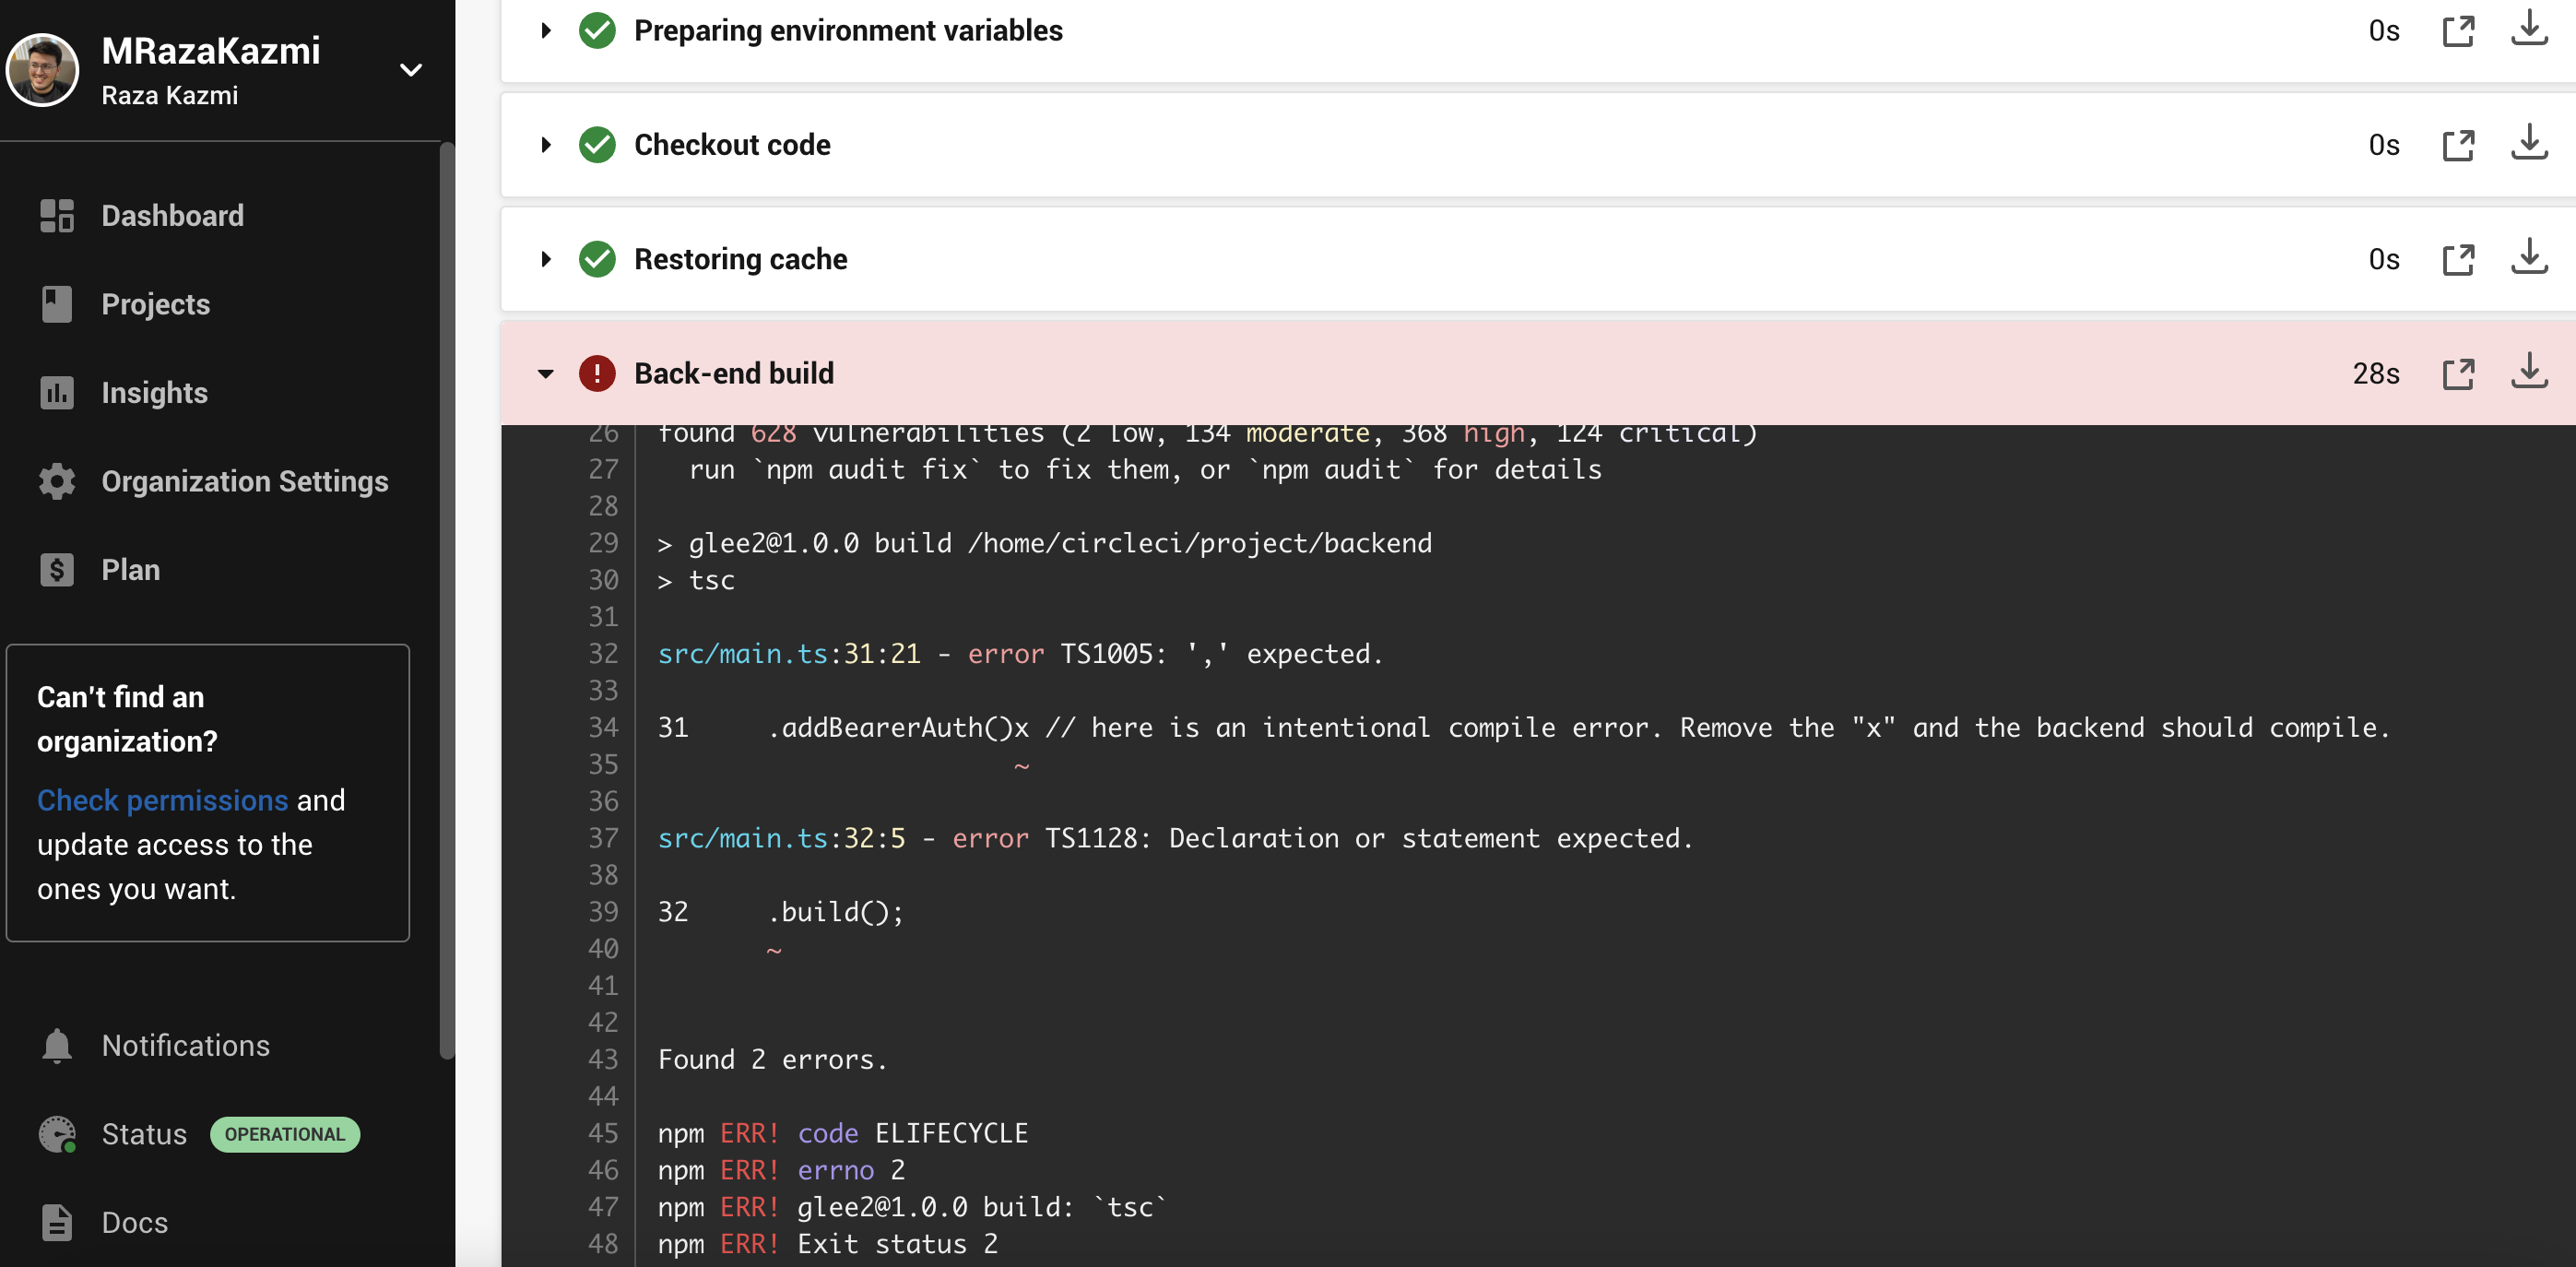 MRazaKazmi
Raza Kazmi
Dashboard
Projects
Insights
Organization Settings
Plan
Can't find an
organization?
Check permissions and
update access to the
ones you want.
Notifications
Status OPERATIONAL
Docs
Preparing environment variables 0s
Checkout code 0s
Restoring cache 0s
Back-end build 28s
26 found 628 vulnerabilities (2 low, 134 moderate, 368 high, 124 critical)
27   run `npm audit fix` to fix them, or `npm audit` for details
28
29 > glee2@1.0.0 build /home/circleci/project/backend
30 > tsc
31
32 src/main.ts:31:21 - error TS1005: ',' expected.
33
34 31     .addBearerAuth()x // here is an intentional compile error. Remove the "x" and the backend should compile.
35                        ~
36
37 src/main.ts:32:5 - error TS1128: Declaration or statement expected.
38
39 32     .build();
40        ~
41
42
43 Found 2 errors.
44
45 npm ERR! code ELIFECYCLE
46 npm ERR! errno 2
47 npm ERR! glee2@1.0.0 build: `tsc`
48 npm ERR! Exit status 2